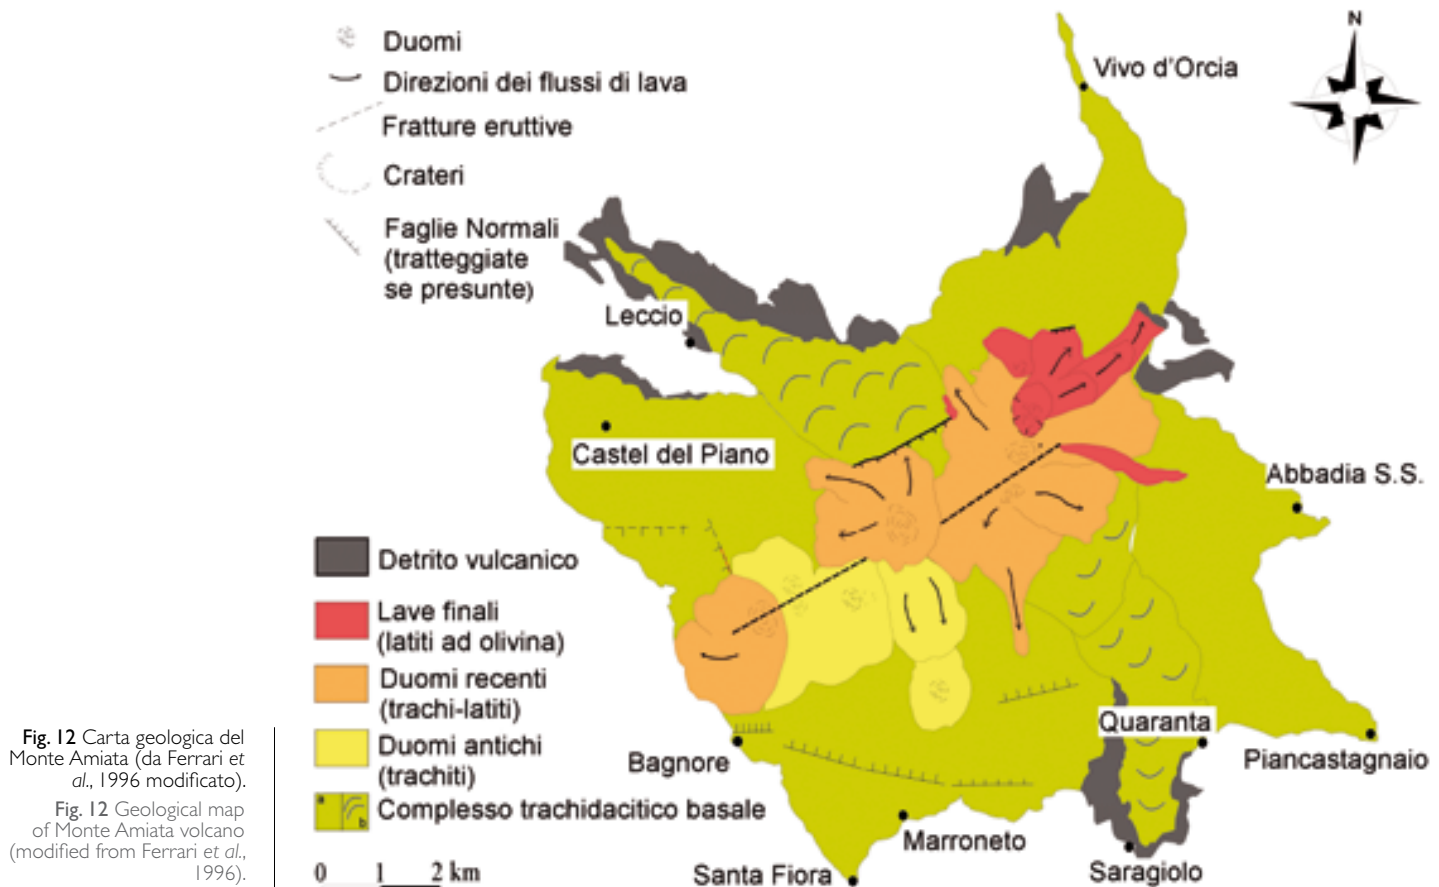 Duomi
Direzioni dei flussi di lava
Fratture eruttive
Crateri
Faglie Normali
(tratteggiate
se presunte)
N
Vivo d'Orcia
Leccio
Castel del Piano
Abbadia S.S.
Quaranta
Piancastagnaio
Bagnore
Marroneto
Saragiolo
Santa Fiora
Detrito vulcanico
Lave finali
(latiti ad olivina)
Duomi recenti
(trachi-latiti)
Duomi antichi
(trachiti)
a
b
Complesso trachidacitico basale
0 1 2 km
Fig. 12 Carta geologica del
Monte Amiata (da Ferrari et
al., 1996 modificato).
Fig. 12 Geological map
of Monte Amiata volcano
(modified from Ferrari et al.,
1996).